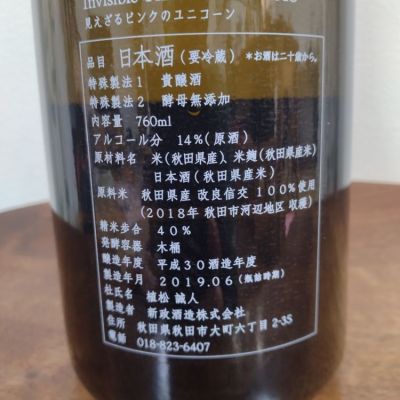 Invisible
見えざるピンクのユニコーン
品目 日本酒(要冷蔵) *お酒は二十歳から。
特殊製法1 貴醸酒
特殊製法2 酵母無添加
内容量 760ml
アルコール分 14%(原酒)
原材料名 米(秋田県産)、米麹(秋田県産米)
日本酒(秋田県産米)
原料米 秋田県産 改良信交 100%使用
(2018年 秋田市河辺地区 収穫)
精米歩合 40%
発酵容器 木桶
醸造年度 平成30酒造年度
製造年月 2019.06(瓶詰時期)
杜氏名 植松 誠人
製造者 新政酒造株式会社
住所 秋田県秋田市大町六丁目 2-35
電話 018-823-6407